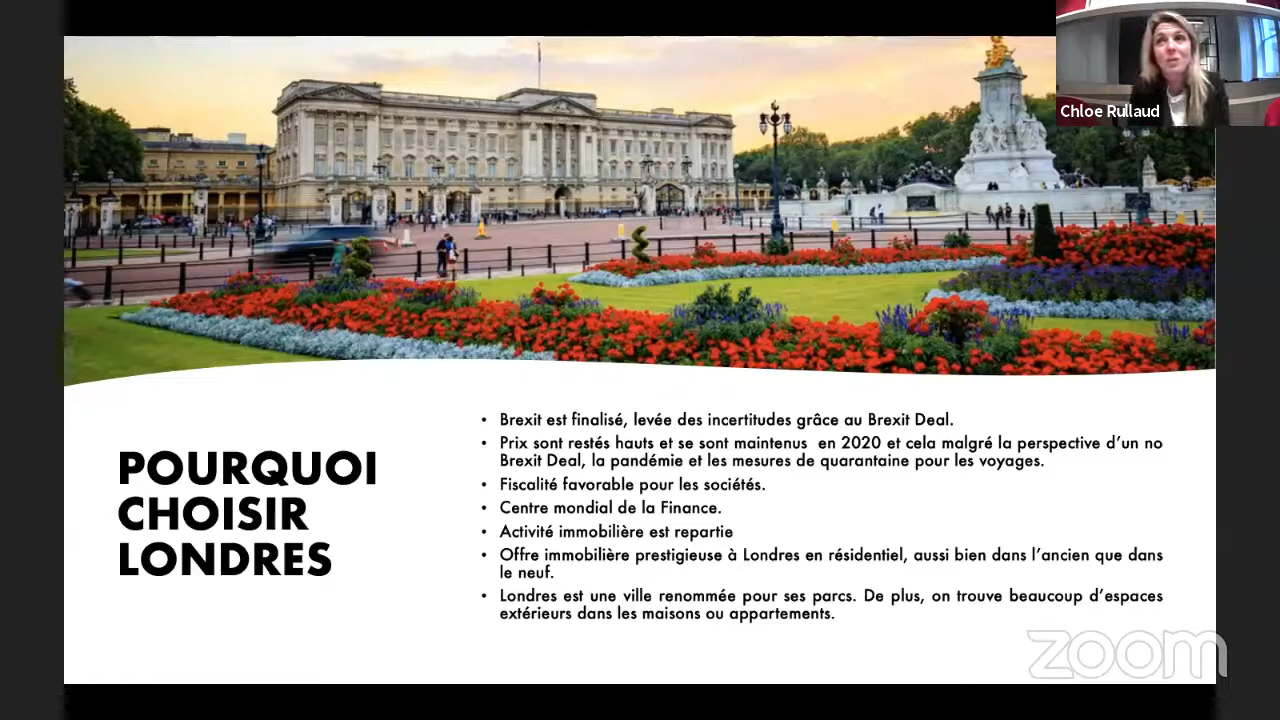 Chloe Rullaud
POURQUOI
CHOISIR
LONDRES
• Brexit est finalisé, levée des incertitudes grâce au Brexit Deal.
• Prix sont restés hauts et se sont maintenus  en 2020 et cela malgré la perspective d’un no
Brexit Deal, la pandémie et les mesures de quarantaine pour les voyages.
• Fiscalité favorable pour les sociétés.
• Centre mondial de la Finance.
• Activité immobilière est repartie
• Offre immobilière prestigieuse à Londres en résidentiel, aussi bien dans l’ancien que dans
le neuf.
• Londres est une ville renommée pour ses parcs. De plus, on trouve beaucoup d’espaces
extérieurs dans les maisons ou appartements.
zoom